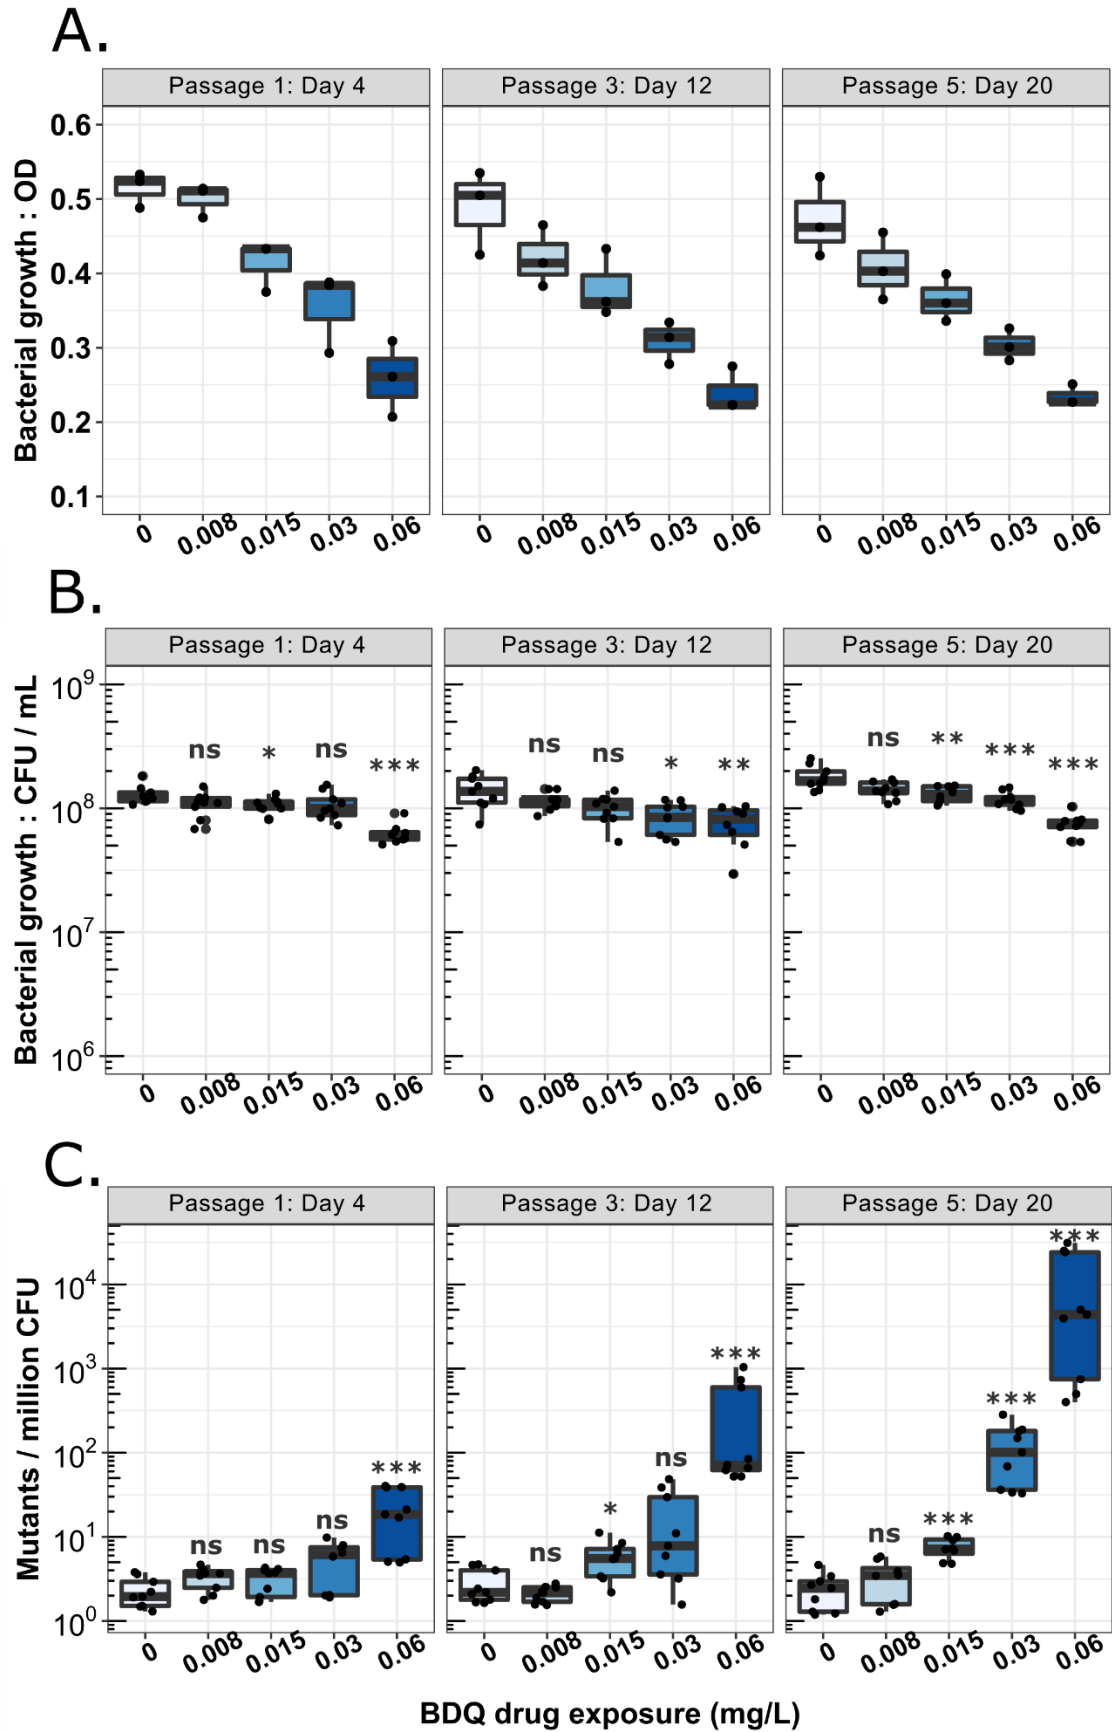 A.
Passage 1: Day 4
Passage 3: Day 12
Passage 5: Day 20
Bacterial growth : OD
0.6
0.5
0.4
0.3
0.2
0.1
0 0.008 0.015 0.03 0.06
0 0.008 0.015 0.03 0.06
0 0.008 0.015 0.03 0.06
B.
Passage 1: Day 4
Passage 3: Day 12
Passage 5: Day 20
Bacterial growth : CFU / mL
10⁹
10⁸
10⁷
10⁶
ns * ns ***
ns ns * **
ns ** *** ***
0 0.008 0.015 0.03 0.06
0 0.008 0.015 0.03 0.06
0 0.008 0.015 0.03 0.06
C.
Passage 1: Day 4
Passage 3: Day 12
Passage 5: Day 20
Mutants / million CFU
10⁴
10³
10²
10¹
10⁰
ns ns ns ***
ns * ns ***
ns *** *** ***
0 0.008 0.015 0.03 0.06
0 0.008 0.015 0.03 0.06
0 0.008 0.015 0.03 0.06
BDQ drug exposure (mg/L)